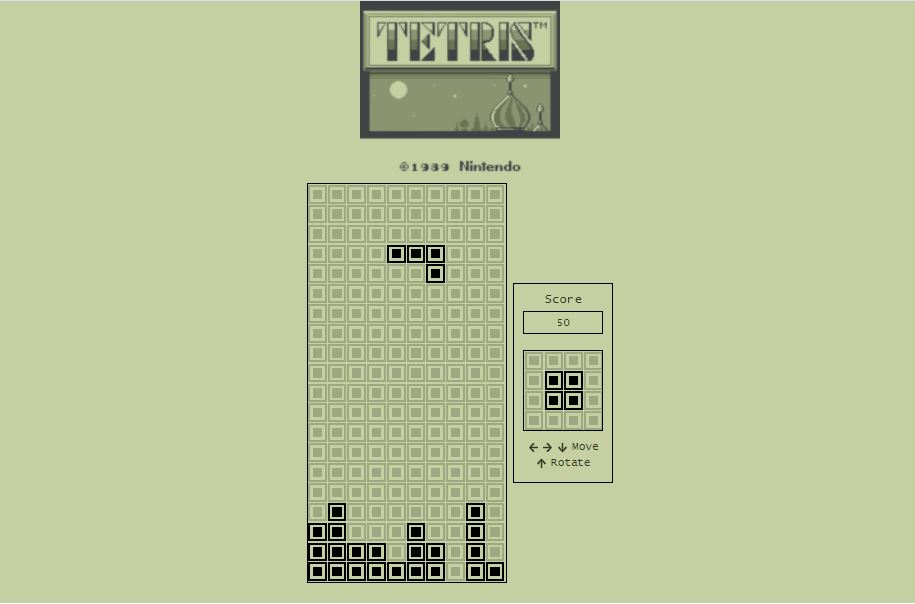 TETRIS™
©1989 Nintendo
Score
50
←→↓ Move
↑ Rotate